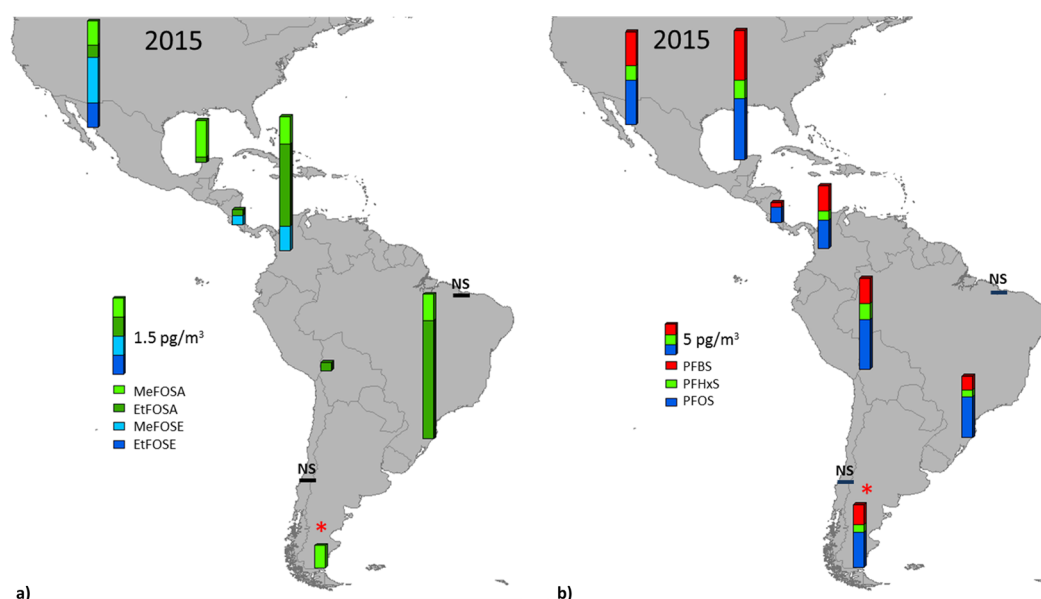 2015
NS
1.5 pg/m³
MeFOSA
EtFOSA
MeFOSE
EtFOSE
NS
*
a)
2015
NS
5 pg/m³
PFBS
PFHxS
PFOS
NS
*
b)